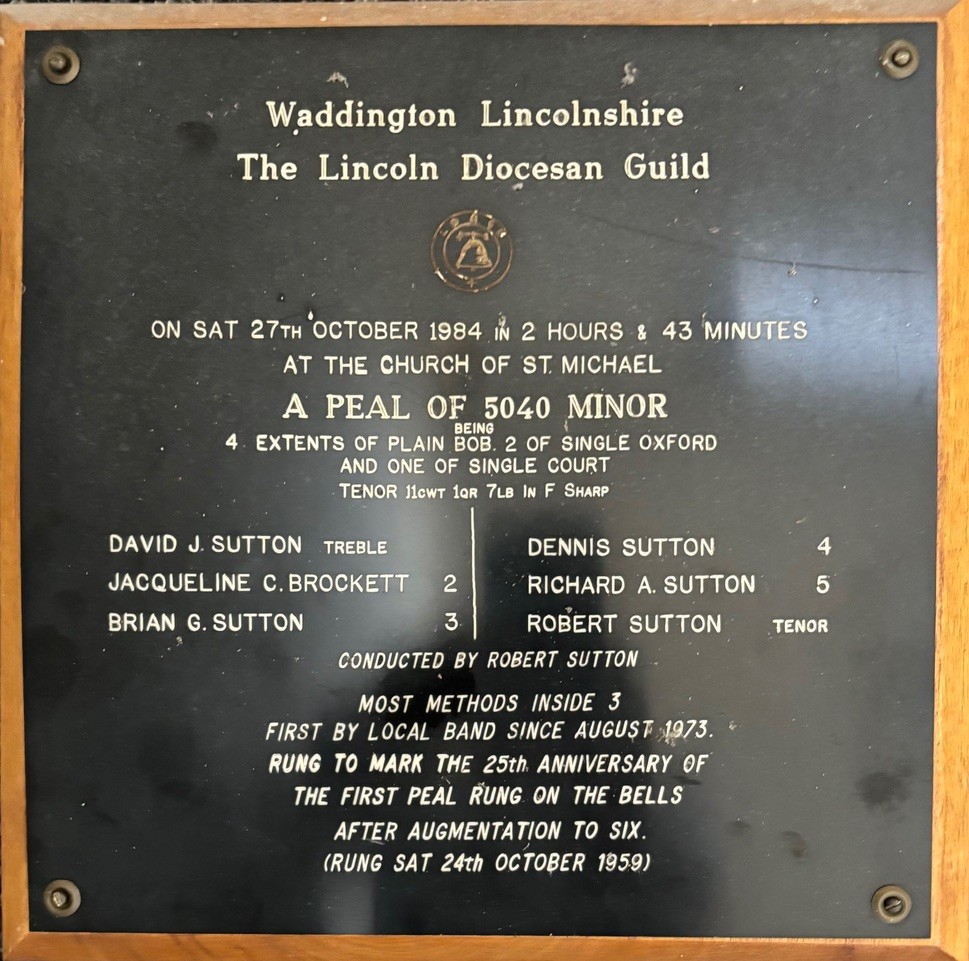 Waddington Lincolnshire
The Lincoln Diocesan Guild
ON SAT 27TH OCTOBER 1984 IN 2 HOURS & 43 MINUTES
AT THE CHURCH OF ST. MICHAEL
A PEAL OF 5040 MINOR
BEING
4 EXTENTS OF PLAIN BOB. 2 OF SINGLE OXFORD
AND ONE OF SINGLE COURT
TENOR 11CWT 1QR 7LB IN F SHARP
DAVID J. SUTTON TREBLE
JACQUELINE C. BROCKETT 2
BRIAN G. SUTTON 3
DENNIS SUTTON 4
RICHARD A. SUTTON 5
ROBERT SUTTON TENOR
CONDUCTED BY ROBERT SUTTON
MOST METHODS INSIDE 3
FIRST BY LOCAL BAND SINCE AUGUST 1973.
RUNG TO MARK THE 25th ANNIVERSARY OF
THE FIRST PEAL RUNG ON THE BELLS
AFTER AUGMENTATION TO SIX.
(RUNG SAT 24th OCTOBER 1959)